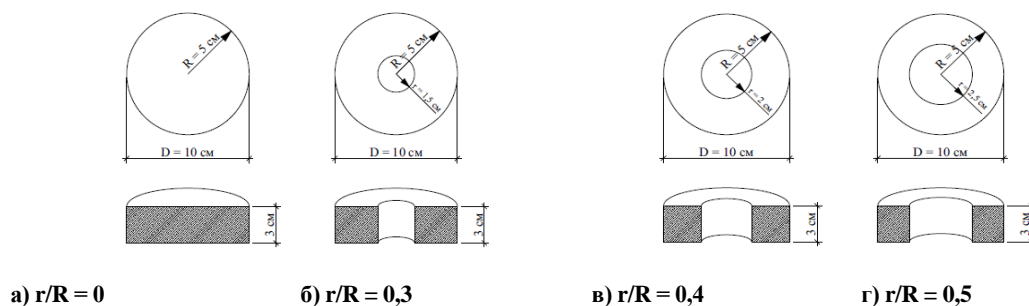 R = 5 см
D = 10 см
3 см
а) r/R = 0
R = 5 см
r = 1,5 см
D = 10 см
3 см
б) r/R = 0,3
R = 5 см
r = 2 см
D = 10 см
3 см
в) r/R = 0,4
R = 5 см
r = 2,5 см
D = 10 см
3 см
г) r/R = 0,5